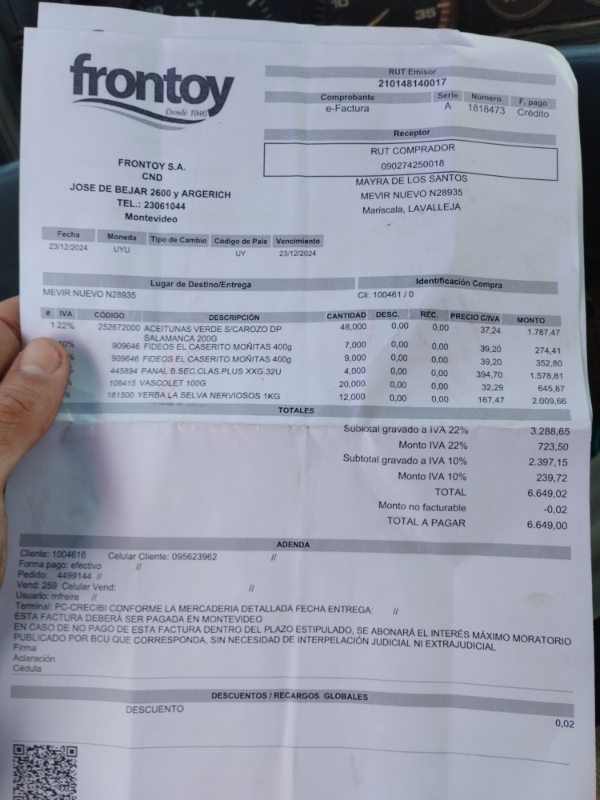 frontoy
Desde 1946
FRONTOY S.A.
CND
JOSE DE BEJAR 2600 y ARGERICH
TEL.: 23061044
Montevideo
RUT Emisor
210148140017
Comprobante Serie Número F. pago
e-Factura A 1818473 Crédito
Receptor
RUT COMPRADOR
090274250018
MAYRA DE LOS SANTOS
MEVIR NUEVO N28935
Mariscala, LAVALLEJA
Fecha Moneda Tipo de Cambio Código de País Vencimiento
23/12/2024 UYU UY 23/12/2024
Lugar de Destino/Entrega Identificación Compra
MEVIR NUEVO N28935 Cli: 100461 / 0
# IVA CÓDIGO DESCRIPCIÓN CANTIDAD DESC. REC. PRECIO C/IVA MONTO
1 22% 252672000 ACEITUNAS VERDE S/CAROZO DP 48,000 0,00 0,00 37,24 1.787,47
SALAMANCA 200G
10% 909646 FIDEOS EL CASERITO MOÑITAS 400g 7,000 0,00 0,00 39,20 274,41
909646 FIDEOS EL CASERITO MOÑITAS 400g 9,000 0,00 0,00 39,20 352,80
445894 PANAL B.SEC.CLAS.PLUS XXG.32U 4,000 0,00 0,00 394,70 1.578,81
108415 VASCOLET 100G 20,000 0,00 0,00 32,29 645,87
181500 YERBA LA SELVA NERVIOSOS 1KG 12,000 0,00 0,00 167,47 2.009,66
TOTALES
Subtotal gravado a IVA 22% 3.288,65
Monto IVA 22% 723,50
Subtotal gravado a IVA 10% 2.397,15
Monto IVA 10% 239,72
TOTAL 6.649,02
Monto no facturable -0,02
TOTAL A PAGAR 6.649,00
ADENDA
Cliente: 1004616 Celular Cliente: 095623962 //
Forma pago: efectivo //
Pedido: 4499144 //
Vend: 259 Celular Vend: //
Usuario: mfreire //
Terminal: PC-CRECIBI CONFORME LA MERCADERIA DETALLADA FECHA ENTREGA: //
ESTA FACTURA DEBERÁ SER PAGADA EN MONTEVIDEO
EN CASO DE NO PAGO DE ESTA FACTURA DENTRO DEL PLAZO ESTIPULADO, SE ABONARÁ EL INTERÉS MÁXIMO MORATORIO
PUBLICADO POR BCU QUE CORRESPONDA, SIN NECESIDAD DE INTERPELACIÓN JUDICIAL NI EXTRAJUDICIAL
Firma
Aclaración
Cédula
DESCUENTOS / RECARGOS GLOBALES
DESCUENTO 0,02